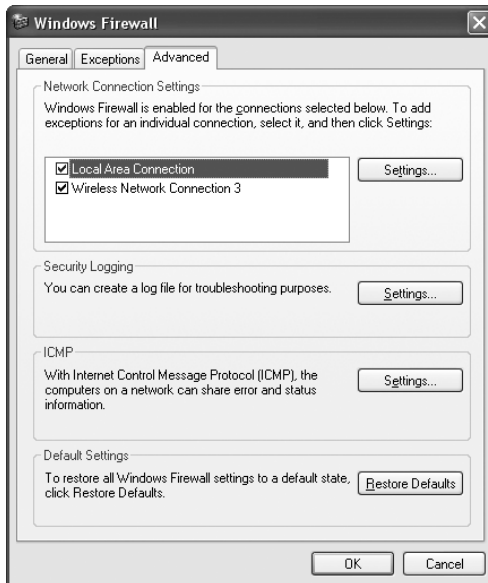 Windows Firewall
General Exceptions Advanced
Network Connection Settings
Windows Firewall is enabled for the connections selected below. To add
exceptions for an individual connection, select it, and then click Settings:
Local Area Connection
Settings...
Wireless Network Connection 3
Security Logging
You can create a log file for troubleshooting purposes.
Settings...
ICMP
With Internet Control Message Protocol (ICMP), the
computers on a network can share error and status
information.
Settings...
Default Settings
To restore all Windows Firewall settings to a default state,
click Restore Defaults.
Restore Defaults
OK Cancel